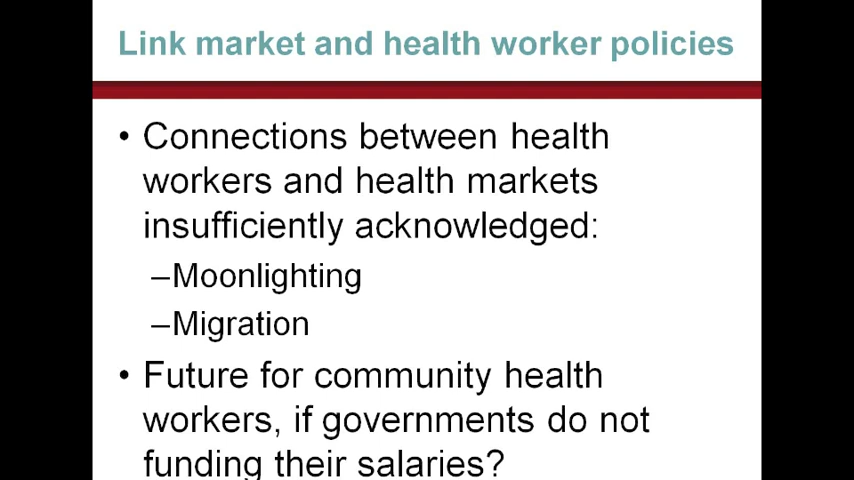 Link market and health worker policies
• Connections between health
workers and health markets
insufficiently acknowledged:
–Moonlighting
–Migration
• Future for community health
workers, if governments do not
funding their salaries?